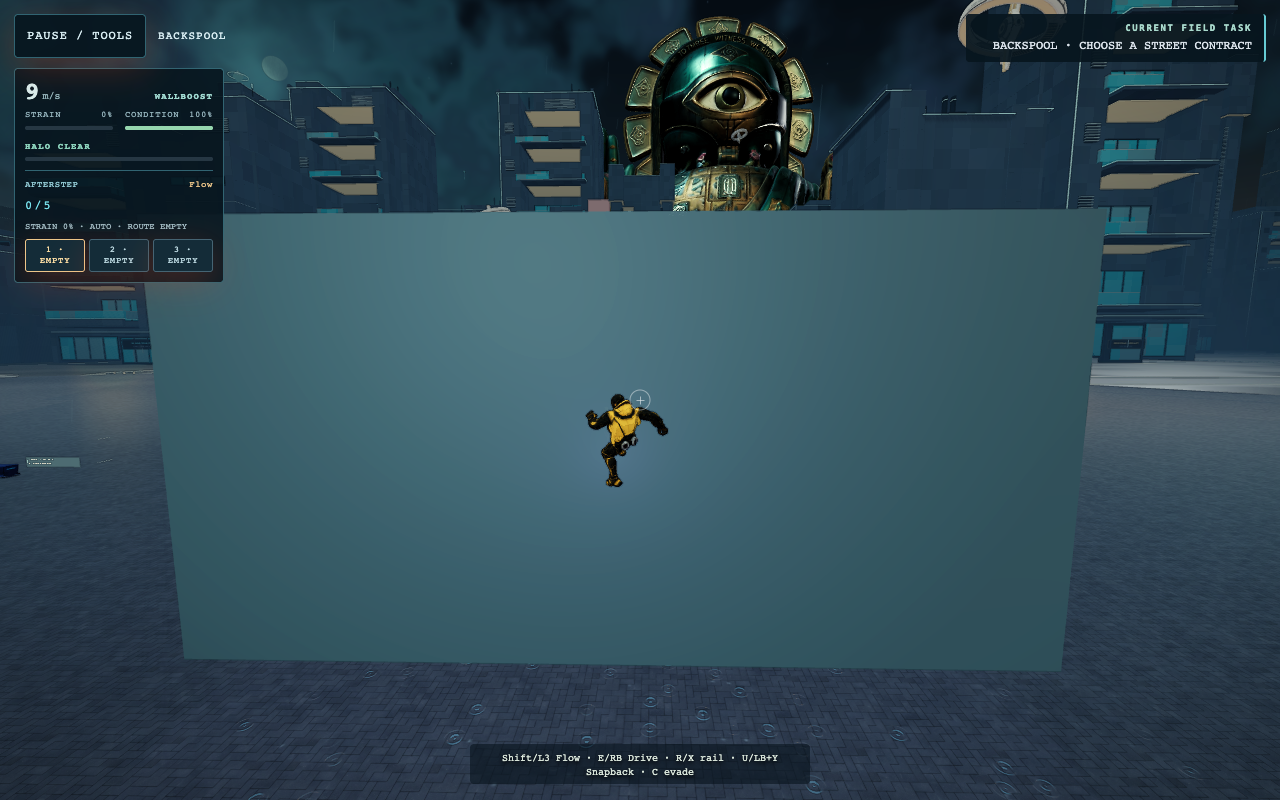 PAUSE / TOOLS
BACKSPOOL
CURRENT FIELD TASK
BACKSPOOL · CHOOSE A STREET CONTRACT
9 m/s
WALLBOOST
STRAIN 0%
CONDITION 100%
HALO CLEAR
AFTERSTEP
Flow
0/5
STRAIN 0% · AUTO · ROUTE EMPTY
1 · EMPTY
2 · EMPTY
3 · EMPTY
Shift/L3 Flow · E/RB Drive · R/X rail · U/LB+Y
Snapback · C evade